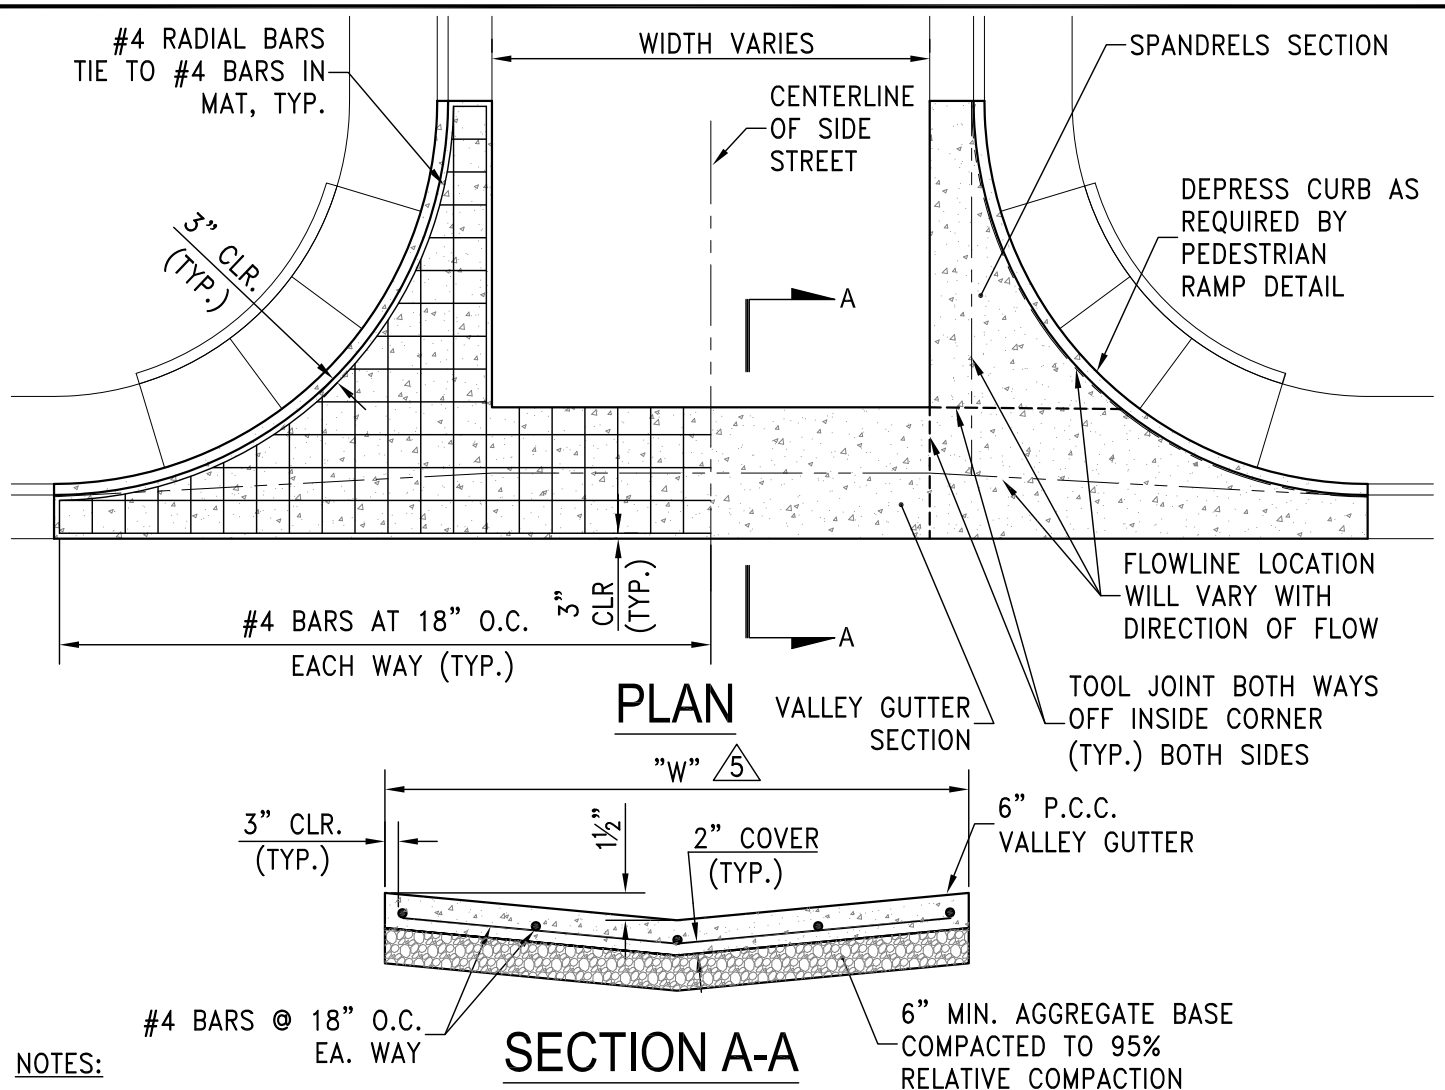 #4 RADIAL BARS
TIE TO #4 BARS IN
MAT, TYP.
WIDTH VARIES
SPANDRELS SECTION
CENTERLINE
OF SIDE
STREET
DEPRESS CURB AS
REQUIRED BY
PEDESTRIAN
RAMP DETAIL
3" CLR.
(TYP.)
A
A
FLOWLINE LOCATION
WILL VARY WITH
DIRECTION OF FLOW
3"
CLR
(TYP.)
#4 BARS AT 18" O.C.
EACH WAY (TYP.)
PLAN
VALLEY GUTTER
SECTION
TOOL JOINT BOTH WAYS
OFF INSIDE CORNER
(TYP.) BOTH SIDES
"W" 5
3" CLR.
(TYP.)
1½"
2" COVER
(TYP.)
6" P.C.C.
VALLEY GUTTER
#4 BARS @ 18" O.C.
EA. WAY
SECTION A-A
6" MIN. AGGREGATE BASE
COMPACTED TO 95%
RELATIVE COMPACTION
NOTES: